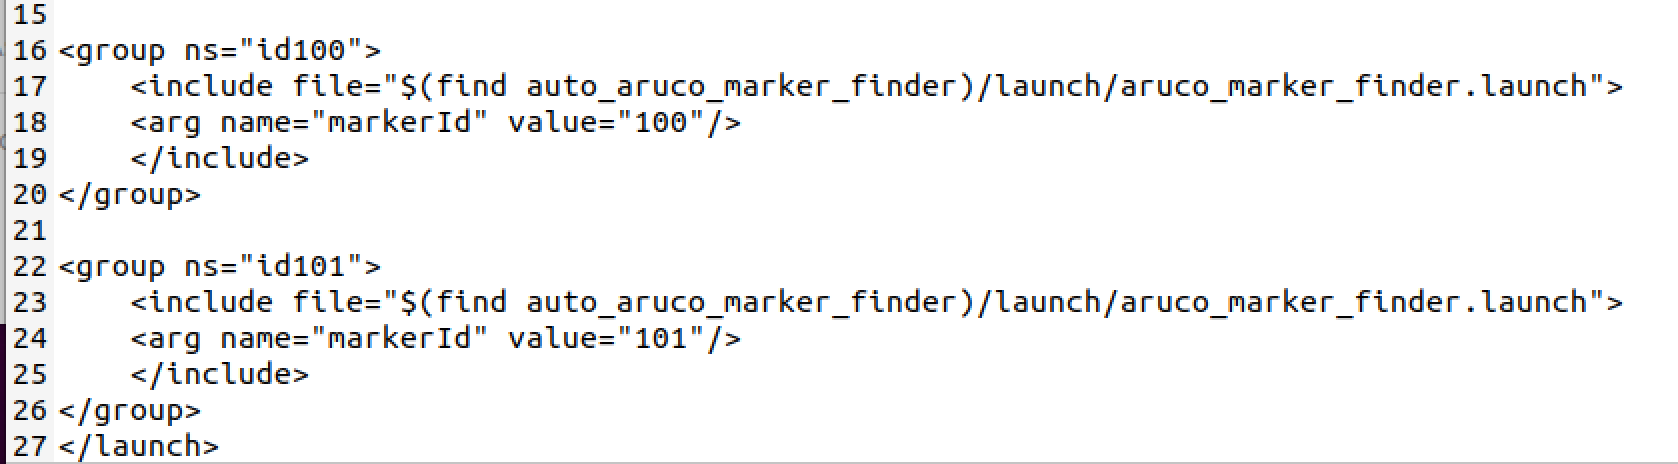 15
16 <group ns="id100">
17     <include file="$(find auto_aruco_marker_finder)/launch/aruco_marker_finder.launch">
18     <arg name="markerId" value="100"/>
19     </include>
20 </group>
21
22 <group ns="id101">
23     <include file="$(find auto_aruco_marker_finder)/launch/aruco_marker_finder.launch">
24     <arg name="markerId" value="101"/>
25     </include>
26 </group>
27 </launch>